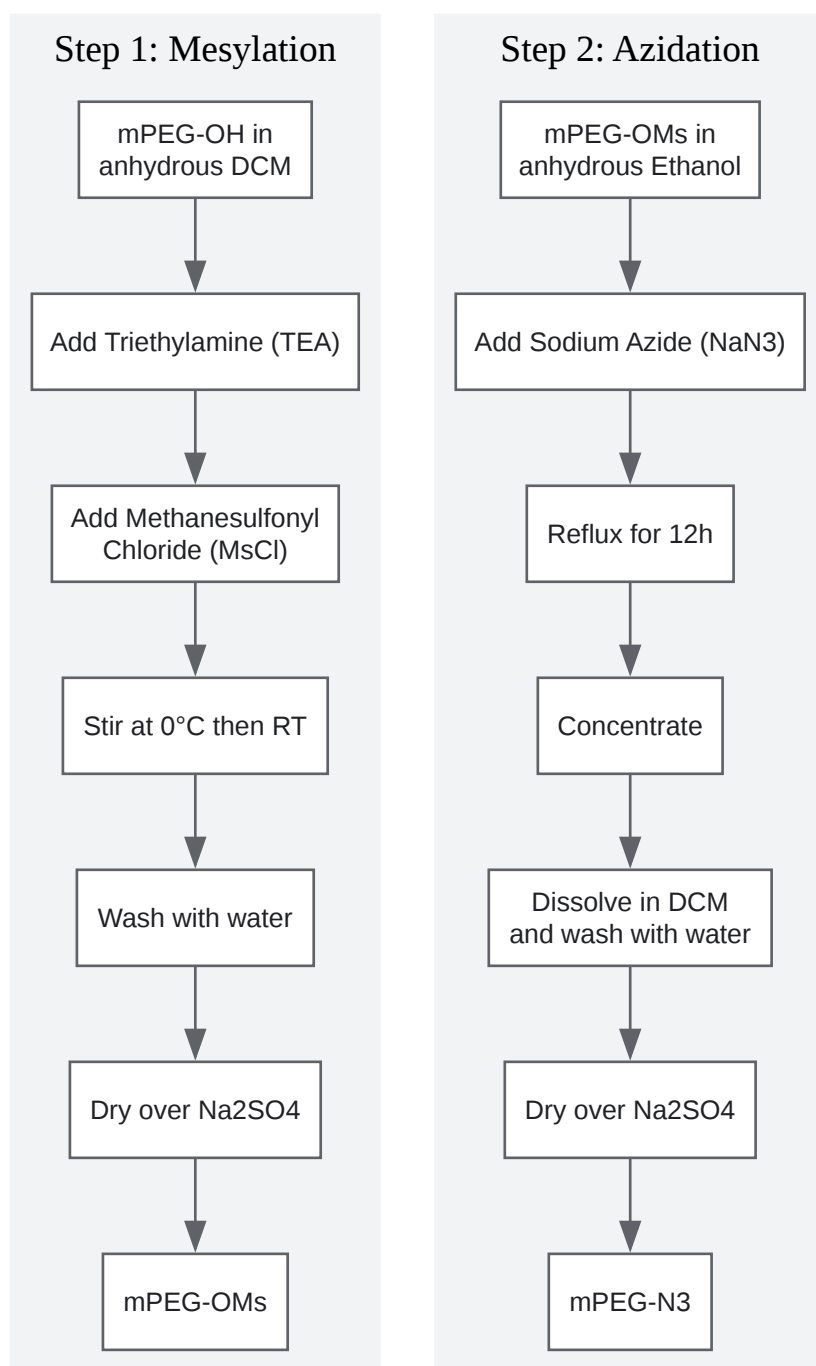 Step 1: Mesylation
mPEG-OH in
anhydrous DCM
Add Triethylamine (TEA)
Add Methanesulfonyl
Chloride (MsCl)
Stir at 0°C then RT
Wash with water
Dry over Na2SO4
mPEG-OMs
Step 2: Azidation
mPEG-OMs in
anhydrous Ethanol
Add Sodium Azide (NaN3)
Reflux for 12h
Concentrate
Dissolve in DCM
and wash with water
Dry over Na2SO4
mPEG-N3